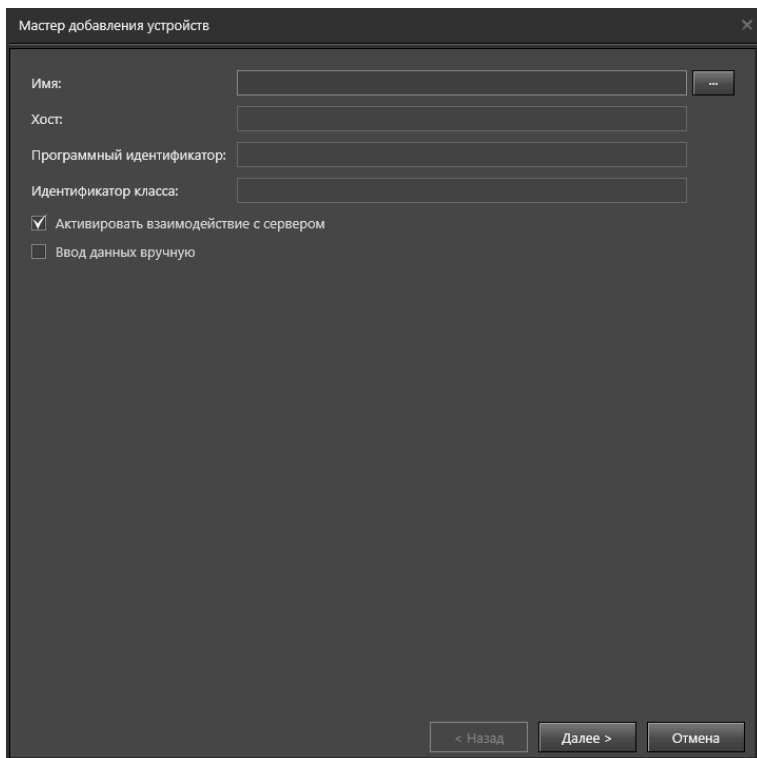 Мастер добавления устройств
Имя:
...
Хост:
Программный идентификатор:
Идентификатор класса:
Активировать взаимодействие с сервером
Ввод данных вручную
< Назад Далее > Отмена